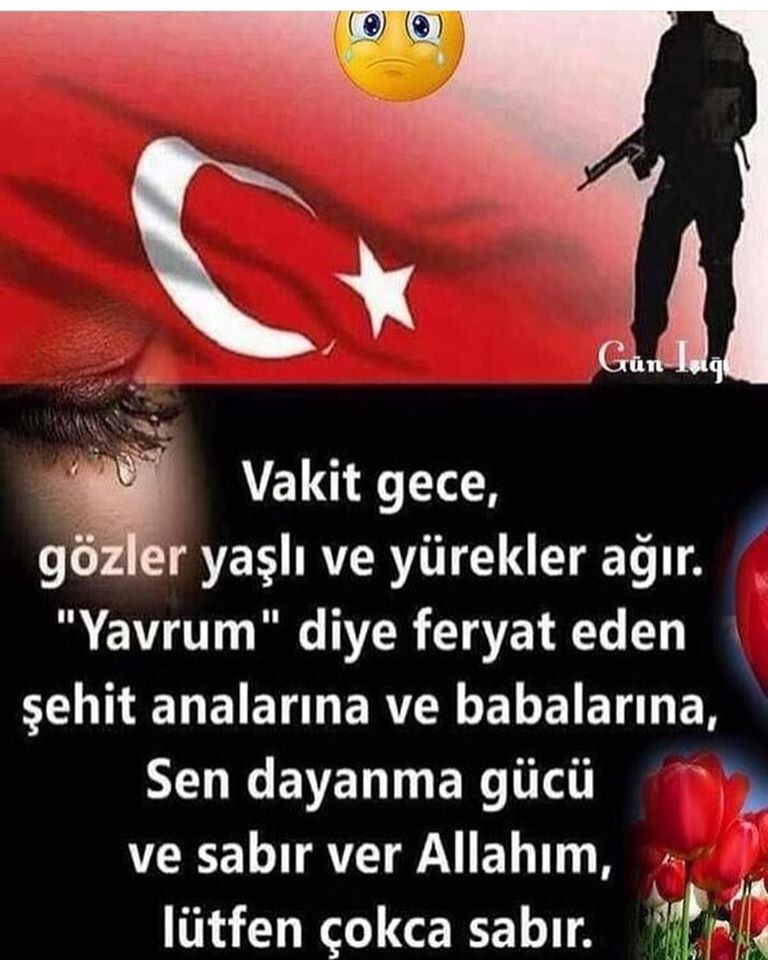 Gün Işığı
Vakit gece,
gözler yaşlı ve yürekler ağır.
"Yavrum" diye feryat eden
şehit analarına ve babalarına,
Sen dayanma gücü
ve sabır ver Allahım,
lütfen çokca sabır.